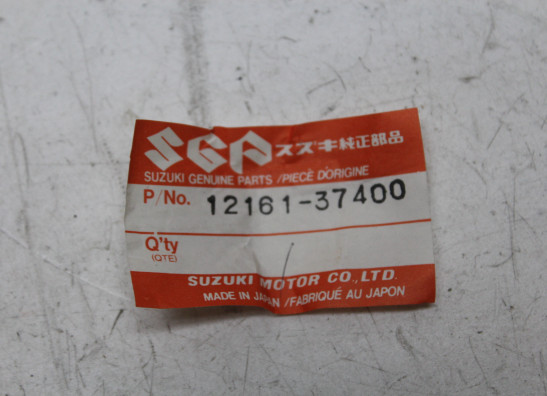 SGP スズキ純正部品
SUZUKI GENUINE PARTS / PIÈCE D'ORIGINE
P/No. 12161-37400
Q'ty
(QTE)
SUZUKI MOTOR CO., LTD.
MADE IN JAPAN / FABRIQUÉ AU JAPON